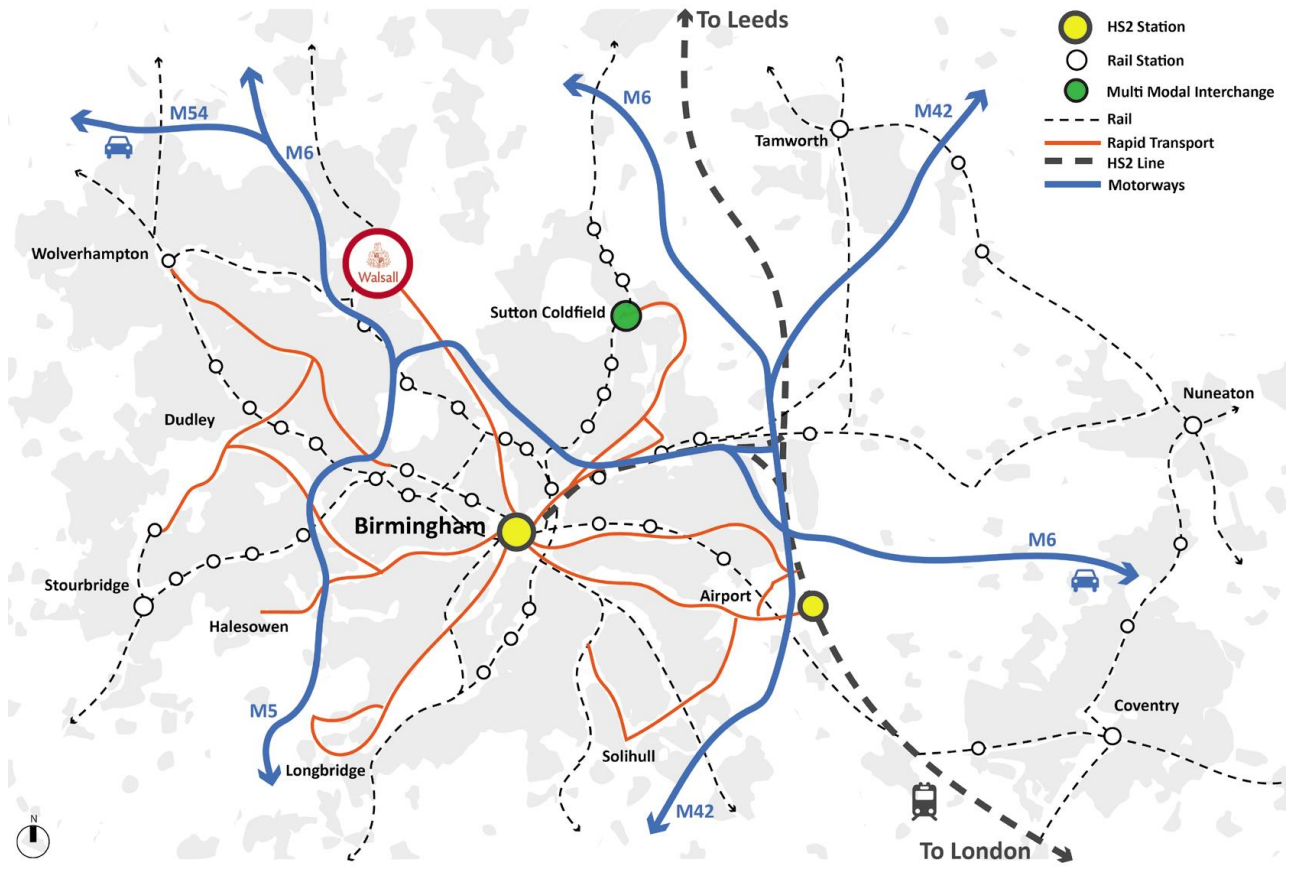 To Leeds
HS2 Station
Rail Station
Multi Modal Interchange
Rail
Rapid Transport
HS2 Line
Motorways
M54
M6
M6
M42
Tamworth
Wolverhampton
Walsall
Sutton Coldfield
Nuneaton
Dudley
Birmingham
M6
Stourbridge
Airport
Halesowen
M5
Coventry
Longbridge
Solihull
M42
N
To London